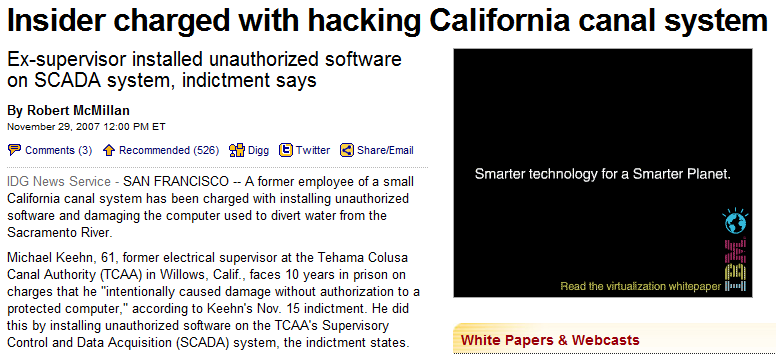 Insider charged with hacking California canal system
Ex-supervisor installed unauthorized software
on SCADA system, indictment says
By Robert McMillan
November 29, 2007 12:00 PM ET
Comments (3) Recommended (526) Digg Twitter Share/Email
IDG News Service - SAN FRANCISCO -- A former employee of a small
California canal system has been charged with installing unauthorized
software and damaging the computer used to divert water from the
Sacramento River.
Michael Keehn, 61, former electrical supervisor at the Tehama Colusa
Canal Authority (TCAA) in Willows, Calif., faces 10 years in prison on
charges that he "intentionally caused damage without authorization to a
protected computer," according to Keehn's Nov. 15 indictment. He did
this by installing unauthorized software on the TCAA's Supervisory
Control and Data Acquisition (SCADA) system, the indictment states.
Smarter technology for a Smarter Planet.
Read the virtualization whitepaper
IBM
White Papers & Webcasts